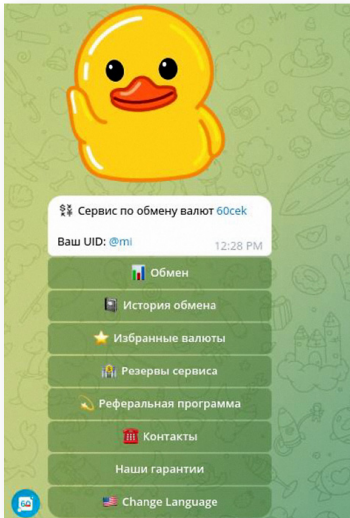 Сервис по обмену валют 60cek
Ваш UID: @mi
12:28 PM
Обмен
История обмена
Избранные валюты
Резервы сервиса
Реферальная программа
Контакты
Наши гарантии
Change Language